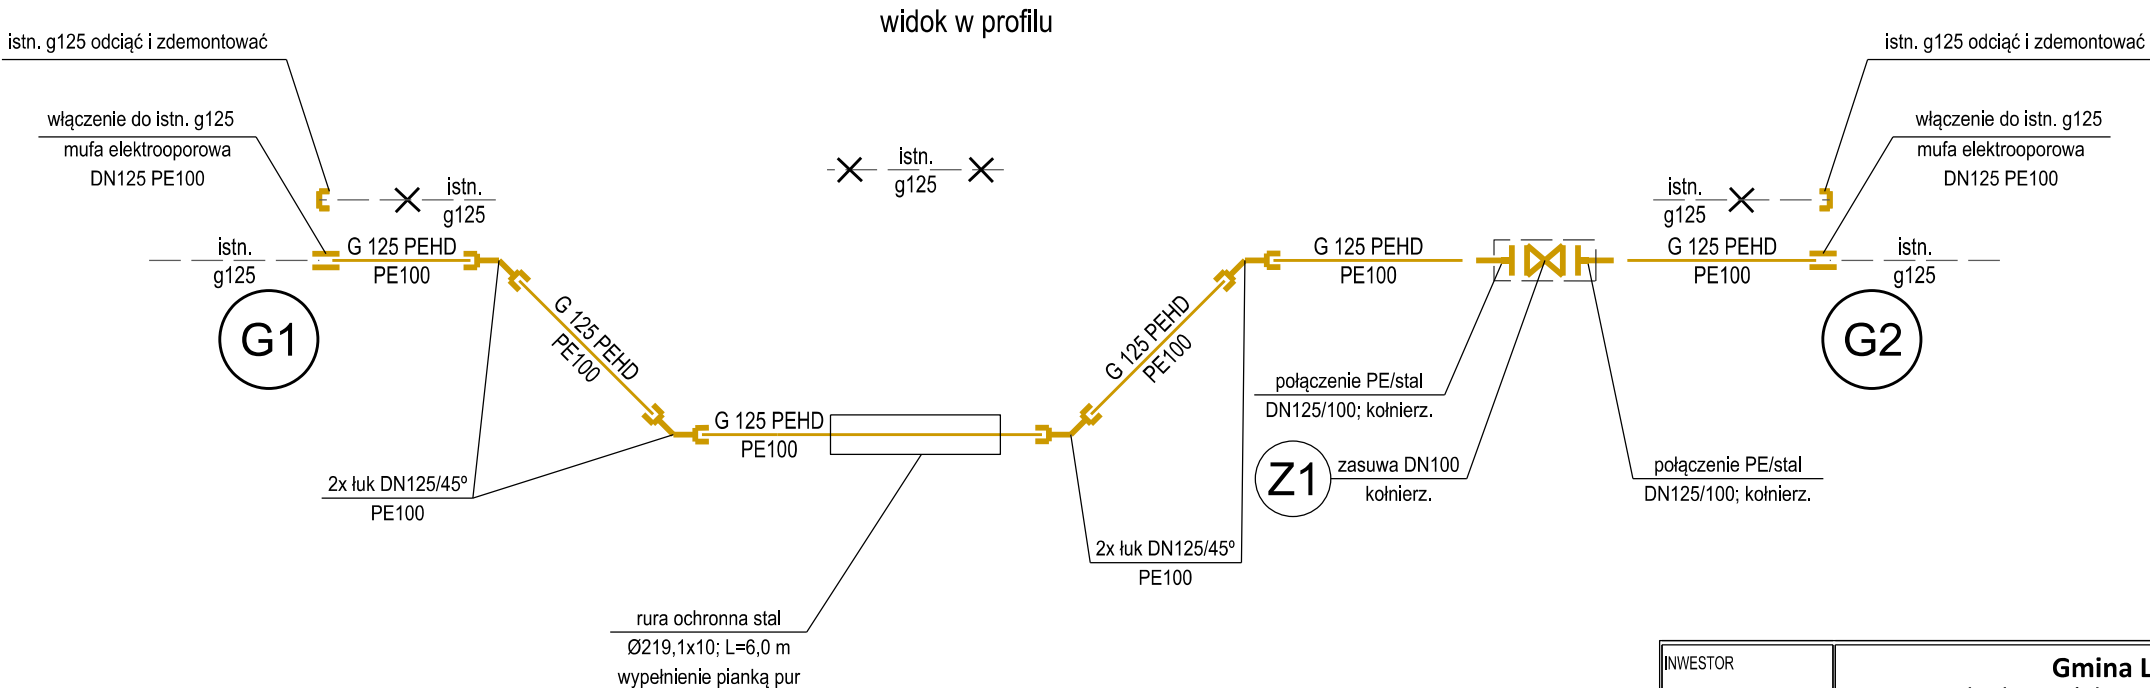 widok w profilu
istn. g125 odciąć i zdemontować
istn. g125 odciąć i zdemontować
włączenie do istn. g125
mufa elektrooporowa
DN125 PE100
włączenie do istn. g125
mufa elektrooporowa
DN125 PE100
istn.
g125
istn.
g125
istn.
g125
istn.
g125
G 125 PEHD
PE100
G 125 PEHD
PE100
G 125 PEHD
PE100
istn.
g125
G1
G 125 PEHD
PE100
G 125 PEHD
PE100
G2
G 125 PEHD
PE100
połączenie PE/stal
DN125/100; kołnierz.
Z1
zasuwa DN100
kołnierz.
połączenie PE/stal
DN125/100; kołnierz.
2x łuk DN125/45º
PE100
2x łuk DN125/45º
PE100
rura ochronna stal
Ø219,1x10; L=6,0 m
wypełnienie pianką pur
INWESTOR
Gmina L